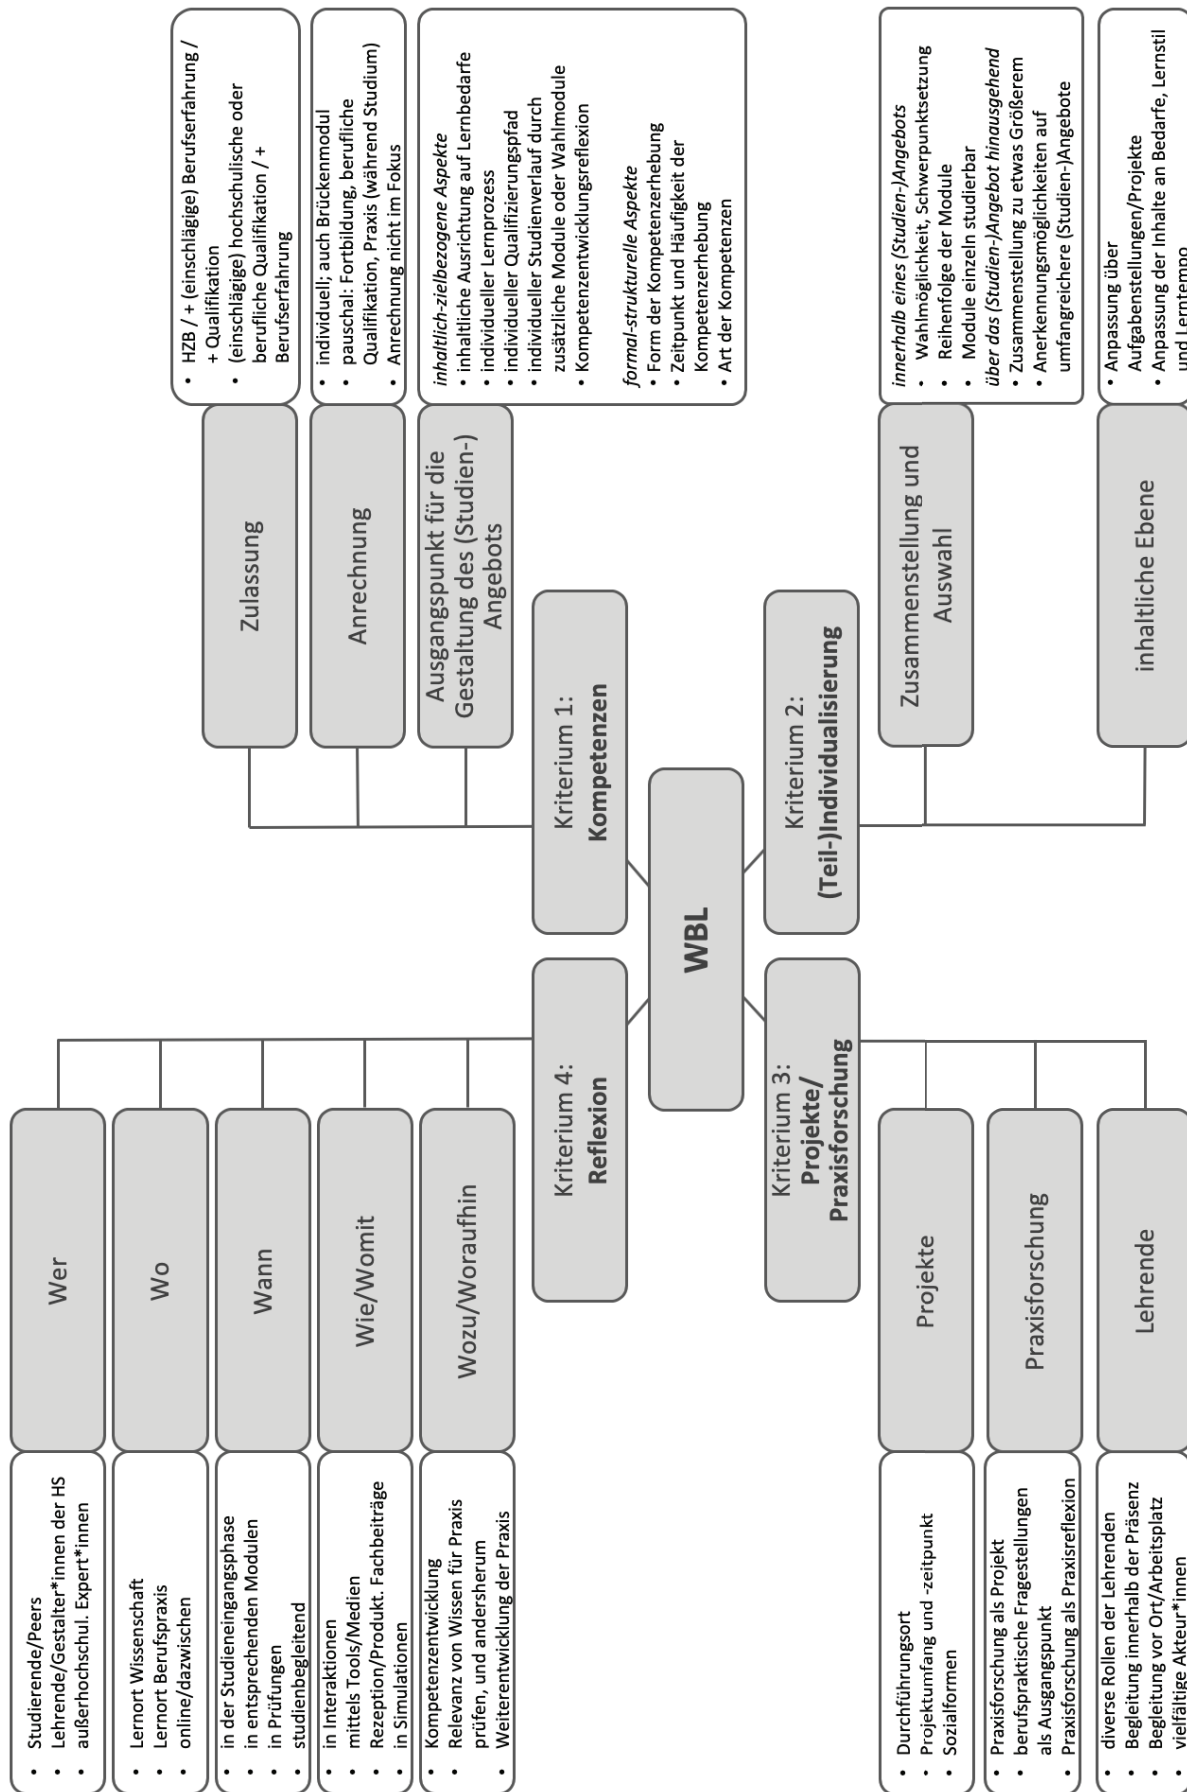 WBL
Kriterium 1:
Kompetenzen
Zulassung
• HZB / + (einschlägige) Berufserfahrung /
+ Qualifikation
• (einschlägige) hochschulische oder
berufliche Qualifikation / +
Berufserfahrung
Anrechnung
• individuell; auch Brückenmodul
• pauschal: Fortbildung, berufliche
Qualifikation, Praxis (während Studium)
• Anrechnung nicht im Fokus
Ausgangspunkt für die
Gestaltung des (Studien-)
Angebots
inhaltlich-zielbezogene Aspekte
• inhaltliche Ausrichtung auf Lernbedarfe
• individueller Lernprozess
• individueller Qualifizierungspfad
• individueller Studienverlauf durch
zusätzliche Module oder Wahlmodule
• Kompetenzentwicklungsreflexion
formal-strukturelle Aspekte
• Form der Kompetenzerhebung
• Zeitpunkt und Häufigkeit der
Kompetenzerhebung
• Art der Kompetenzen
Kriterium 2:
(Teil-)Individualisierung
Zusammenstellung und
Auswahl
innerhalb eines (Studien-)Angebots
• Wahlmöglichkeit, Schwerpunktsetzung
• Reihenfolge der Module
• Module einzeln studierbar
über das (Studien-)Angebot hinausgehend
• Zusammenstellung zu etwas Größerem
• Anerkennungsmöglichkeiten auf
umfangreichere (Studien-)Angebote
inhaltliche Ebene
• Anpassung über
Aufgabenstellungen/Projekte
• Anpassung der Inhalte an Bedarfe, Lernstil
und Lerntempo
Kriterium 3:
Projekte/
Praxisforschung
Projekte
• Durchführungsort
• Projektumfang und -zeitpunkt
• Sozialformen
Praxisforschung
• Praxisforschung als Projekt
• berufspraktische Fragestellungen
als Ausgangspunkt
• Praxisforschung als Praxisreflexion
Lehrende
• diverse Rollen der Lehrenden
• Begleitung innerhalb der Präsenz
• Begleitung vor Ort/Arbeitsplatz
• vielfältige Akteur*innen
Kriterium 4:
Reflexion
Wer
• Studierende/Peers
• Lehrende/Gestalter*innen der HS
• außerhochschul. Expert*innen
Wo
• Lernort Wissenschaft
• Lernort Berufspraxis
• online/dazwischen
Wann
• in der Studieneingangsphase
• in entsprechenden Modulen
• in Prüfungen
• studienbegleitend
Wie/Womit
• in Interaktionen
• mittels Tools/Medien
• Rezeption/Produkt. Fachbeiträge
• in Simulationen
Wozu/Woraufhin
• Kompetenzentwicklung
• Relevanz von Wissen für Praxis
prüfen, und andersherum
• Weiterentwicklung der Praxis